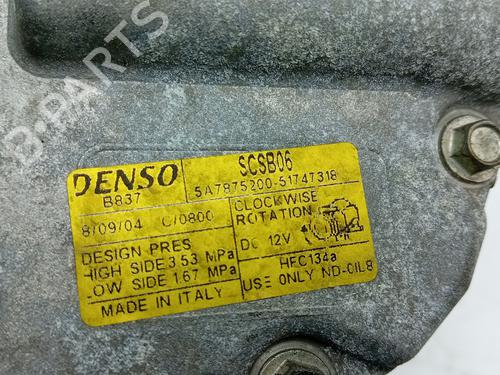 B-PARTS
DENSO
B837
SCSB06
5A7875200-51747318
8/09/04 C/0800
CLOCKWISE
ROTATION
DC 12V
DESIGN PRES
HIGH SIDE 3.53 MPa
LOW SIDE 1.67 MPa
HFC134a
USE ONLY ND-OIL8
MADE IN ITALY